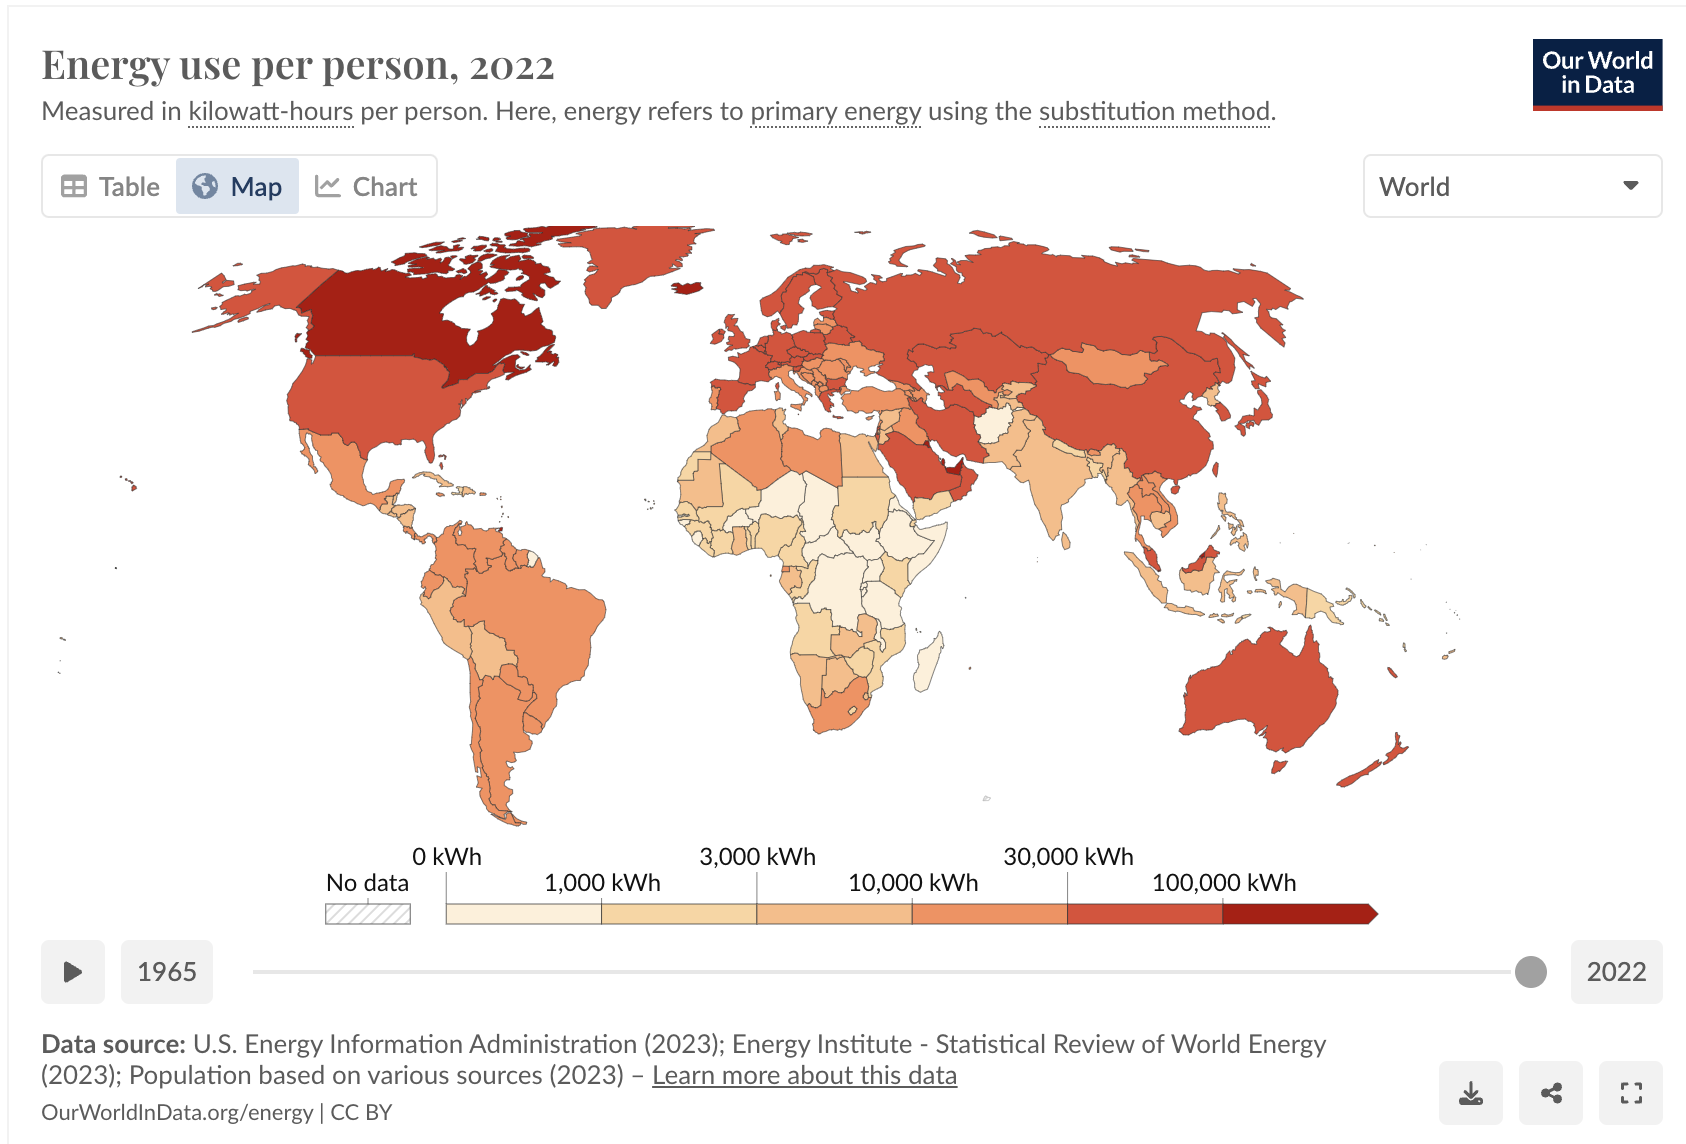 Energy use per person, 2022
Our World
in Data
Measured in kilowatt-hours per person. Here, energy refers to primary energy using the substitution method.
Table
Map
Chart
World
0 kWh
3,000 kWh
30,000 kWh
No data
1,000 kWh
10,000 kWh
100,000 kWh
1965
2022
Data source: U.S. Energy Information Administration (2023); Energy Institute - Statistical Review of World Energy
(2023); Population based on various sources (2023) – Learn more about this data
OurWorldInData.org/energy | CC BY